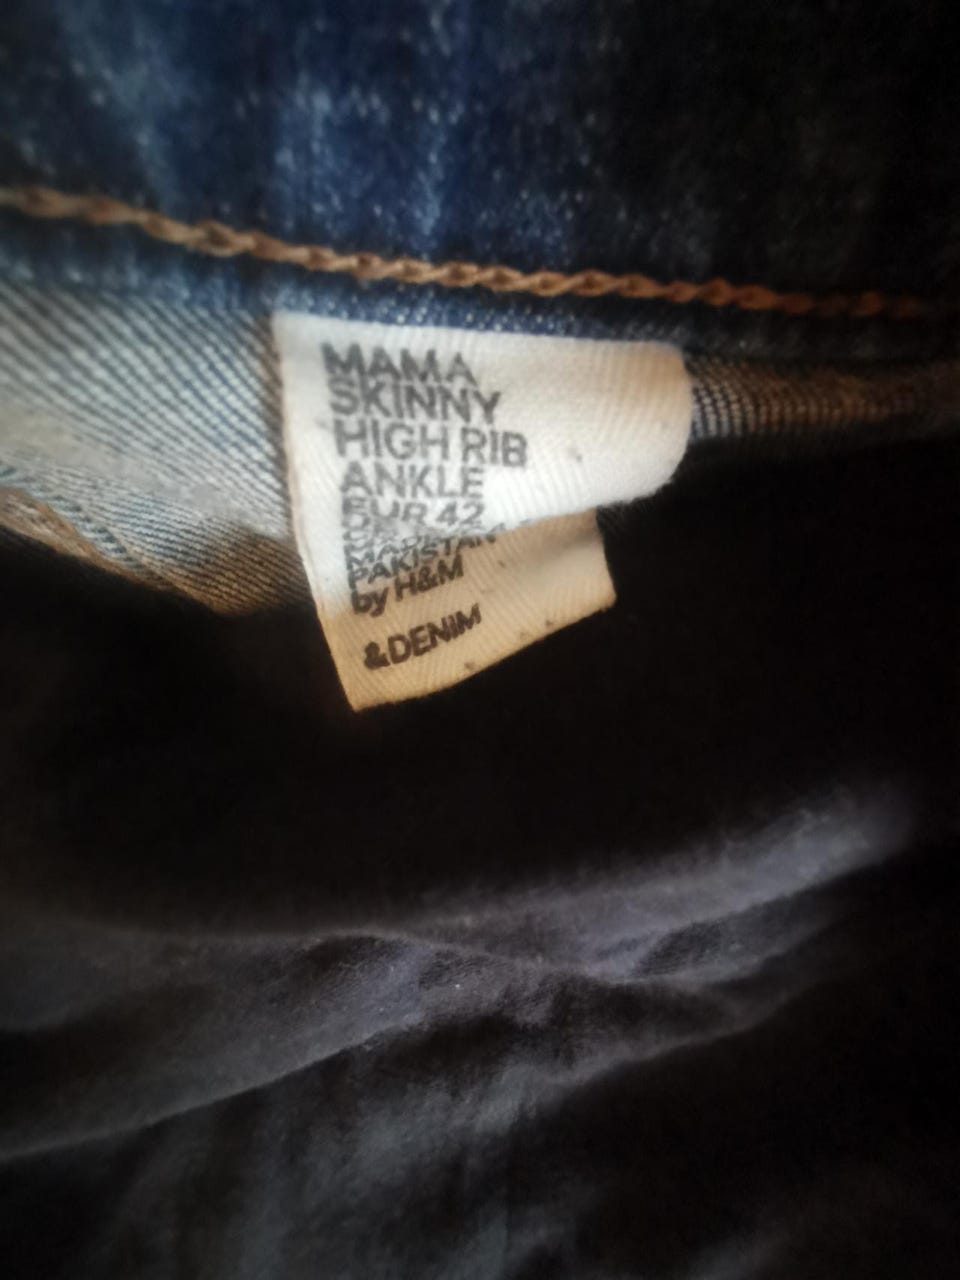 MAMA
SKINNY
HIGH RIB
ANKLE
EUR 42
PAKISTAN
by H&M
&DENIM